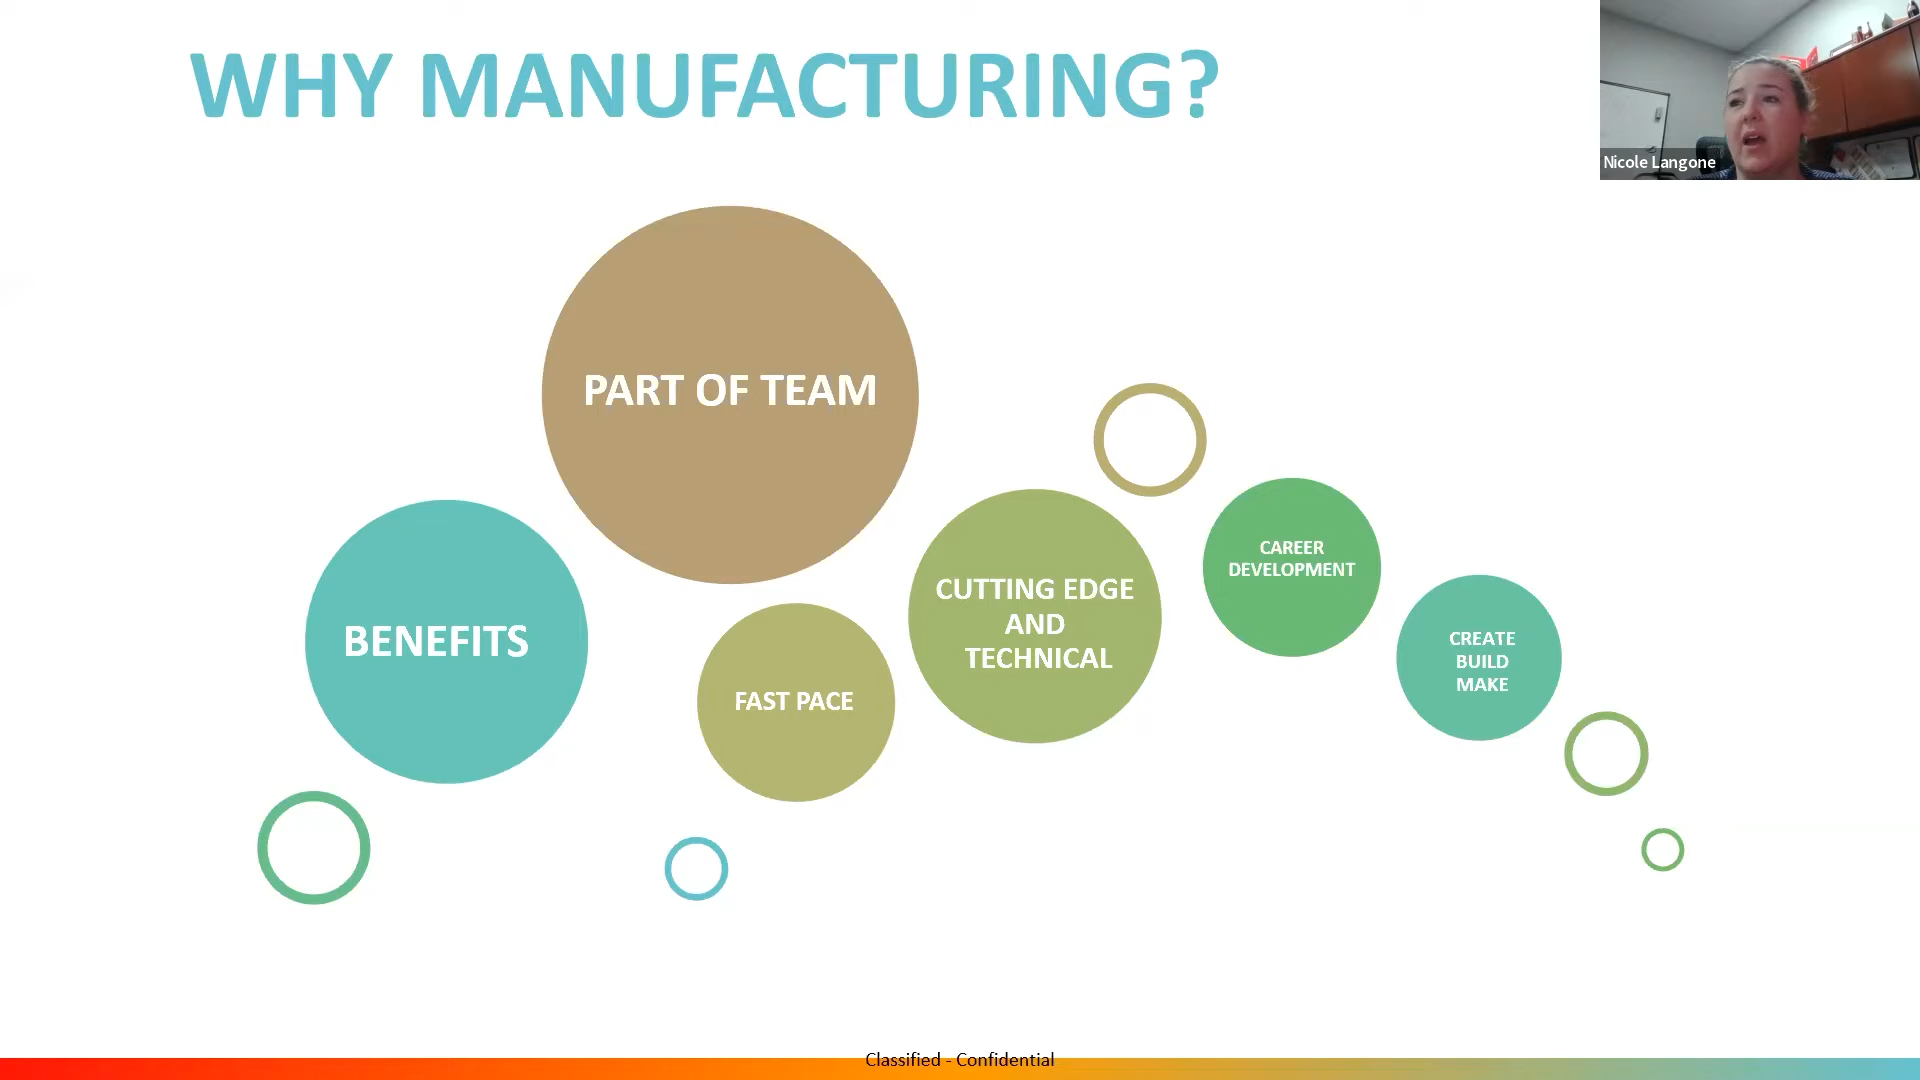 WHY MANUFACTURING?
Nicole Langone
PART OF TEAM
BENEFITS
FAST PACE
CUTTING EDGE
AND
TECHNICAL
CAREER
DEVELOPMENT
CREATE
BUILD
MAKE
Classified - Confidential